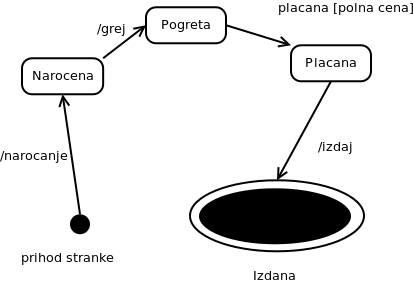 placana [polna cena]
Pogreta
/grej
Placana
Narocena
/izdaj
/narocanje
prihod stranke
Izdana